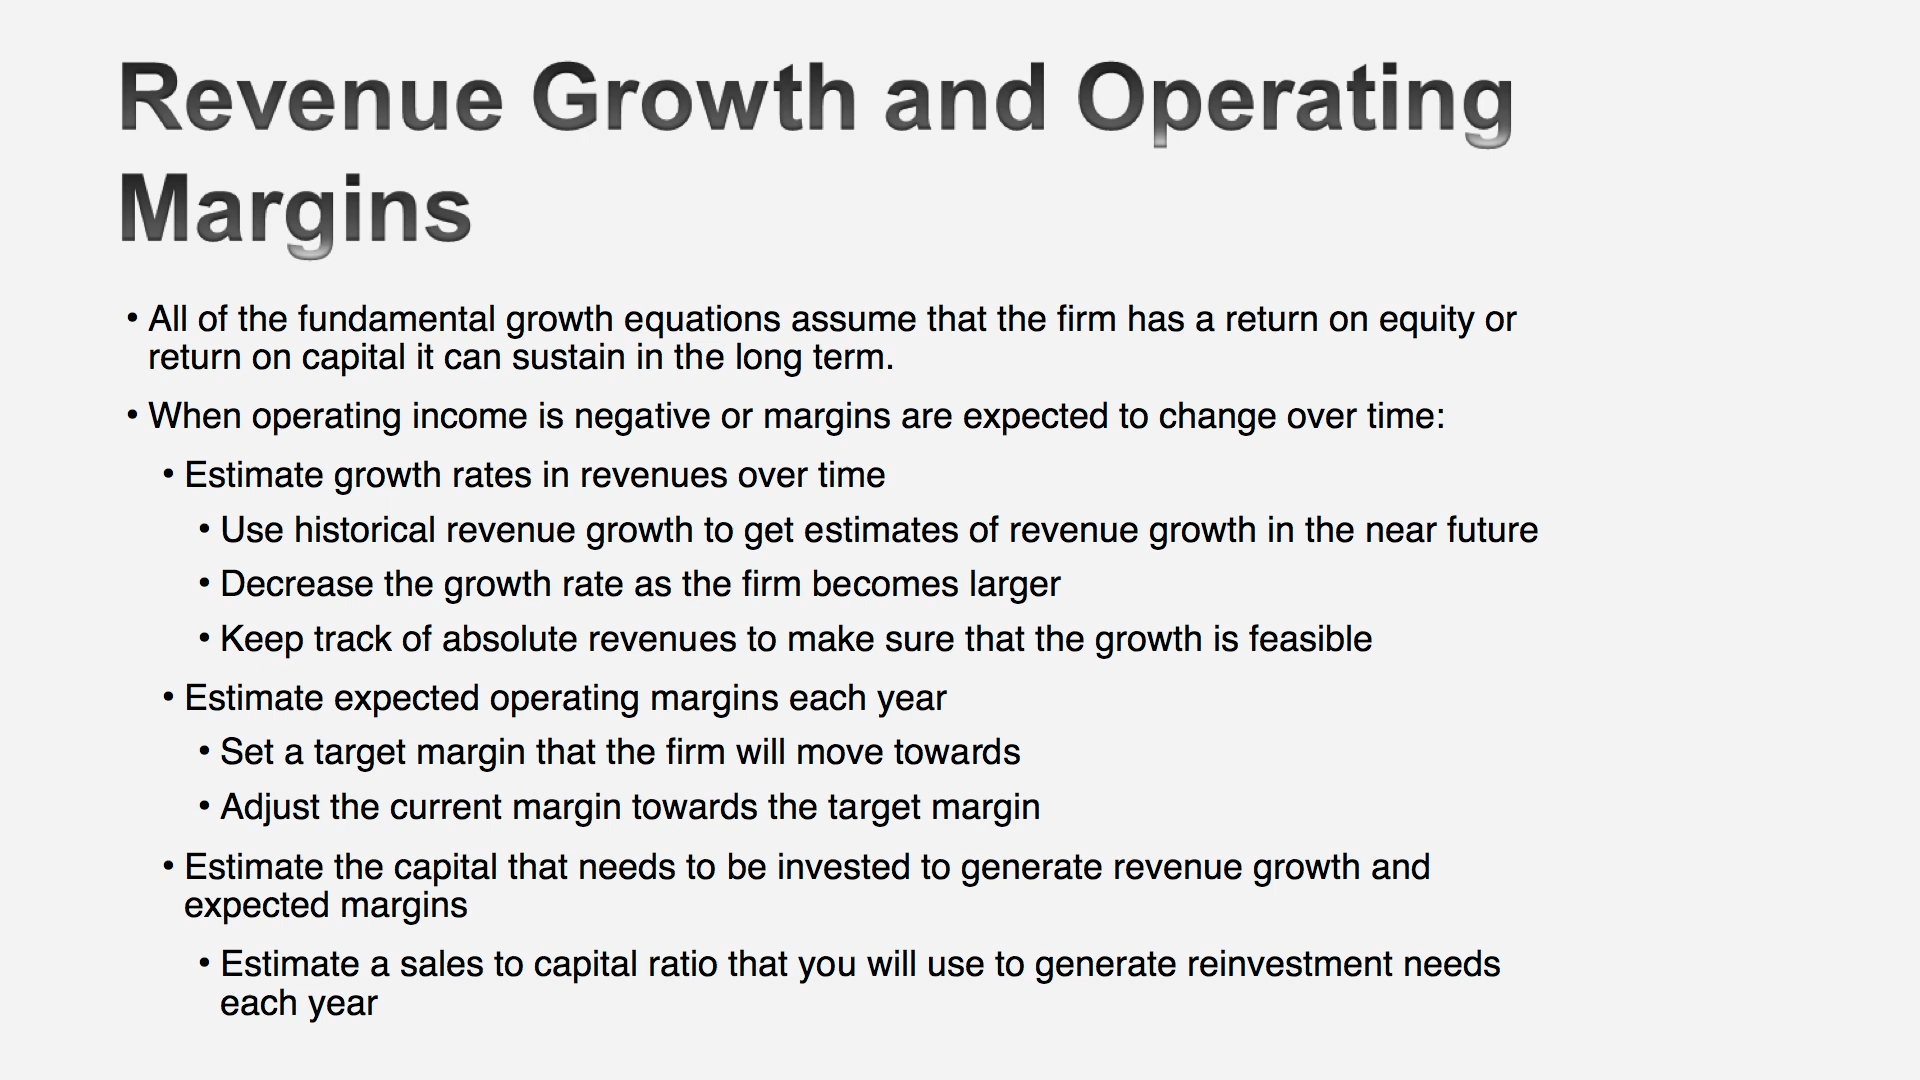 Revenue Growth and Operating
Margins
• All of the fundamental growth equations assume that the firm has a return on equity or
return on capital it can sustain in the long term.
• When operating income is negative or margins are expected to change over time:
• Estimate growth rates in revenues over time
• Use historical revenue growth to get estimates of revenue growth in the near future
• Decrease the growth rate as the firm becomes larger
• Keep track of absolute revenues to make sure that the growth is feasible
• Estimate expected operating margins each year
• Set a target margin that the firm will move towards
• Adjust the current margin towards the target margin
• Estimate the capital that needs to be invested to generate revenue growth and
expected margins
• Estimate a sales to capital ratio that you will use to generate reinvestment needs
each year